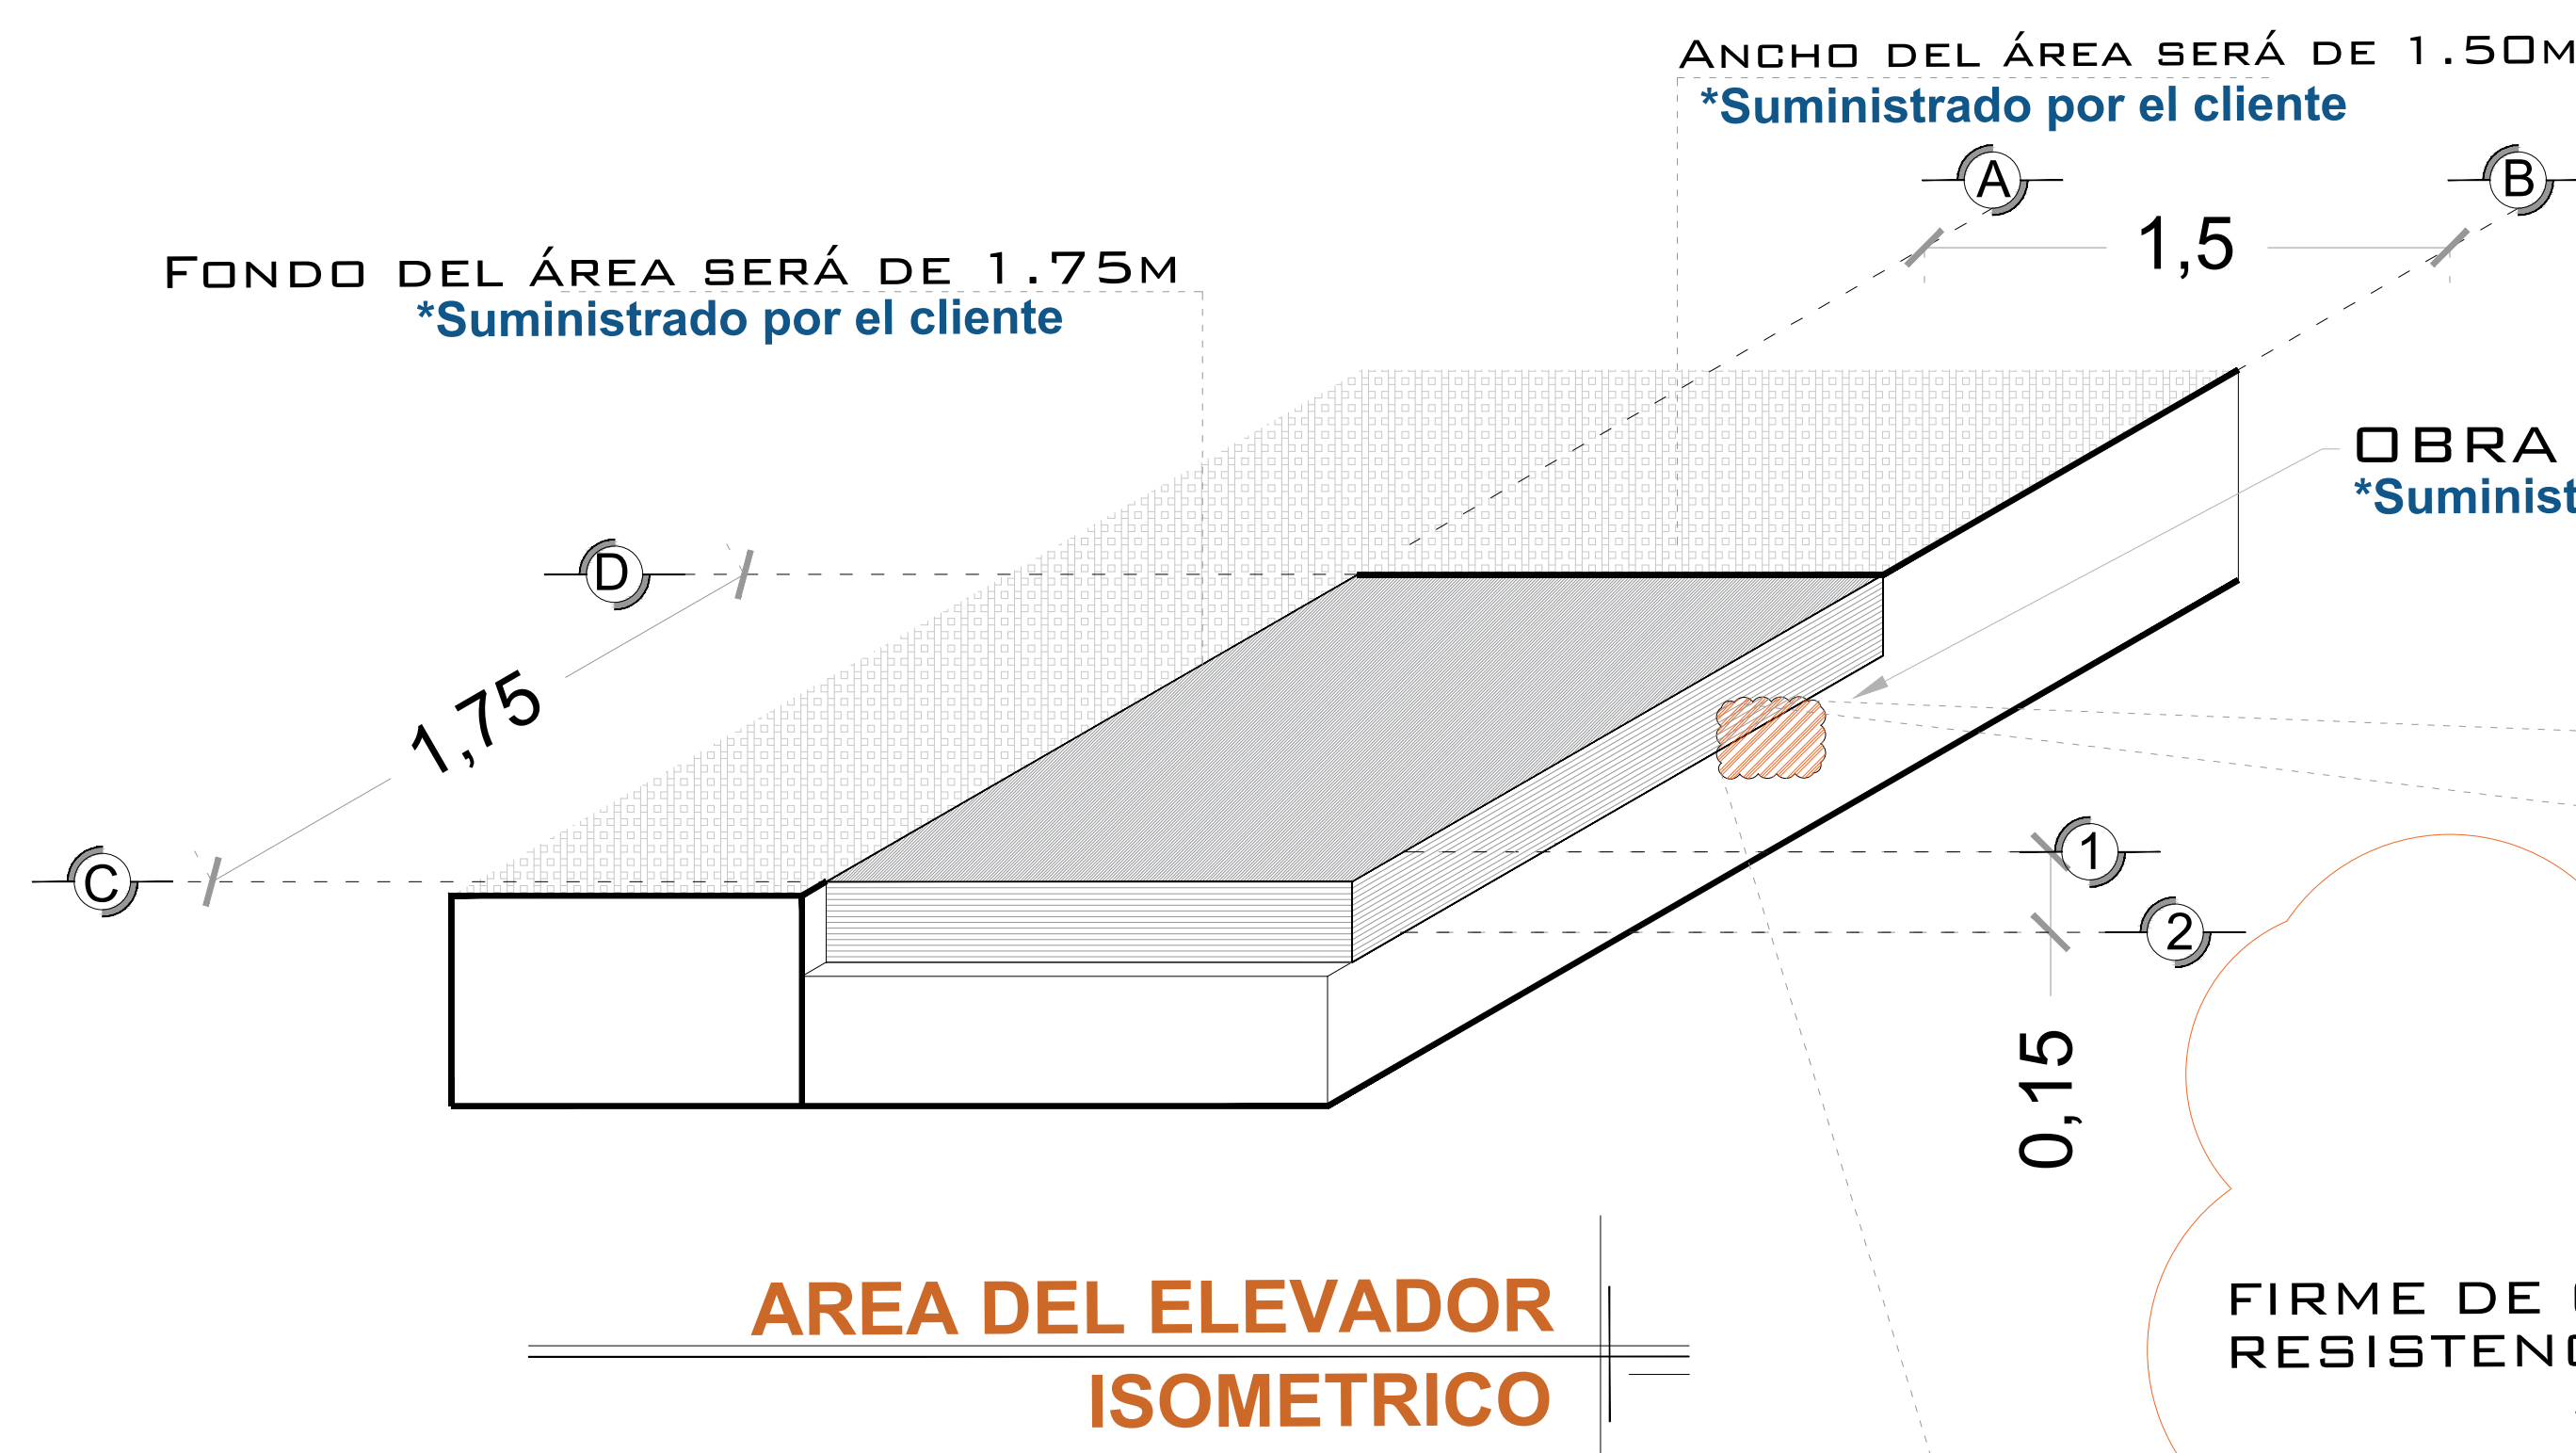 ANCHO DEL ÁREA SERÁ DE 1.50M
*Suministrado por el cliente
A
B
1,5
FONDO DEL ÁREA SERÁ DE 1.75M
*Suministrado por el cliente
OBRA
D
1,75
C
1
2
0,15
AREA DEL ELEVADOR
ISOMETRICO
FIRME DE